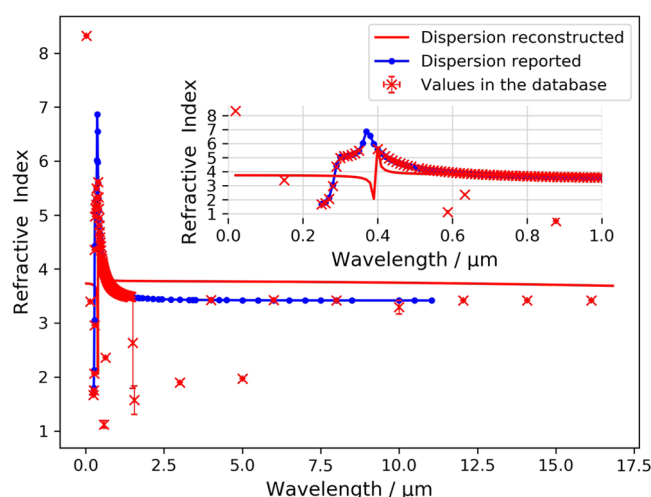 8
7
6
5
4
3
2
1
Refractive Index
Dispersion reconstructed
Dispersion reported
Values in the database
8
7
6
5
4
3
2
1
Refractive Index
0.0 0.2 0.4 0.6 0.8 1.0
Wavelength / μm
0.0 2.5 5.0 7.5 10.0 12.5 15.0 17.5
Wavelength / μm